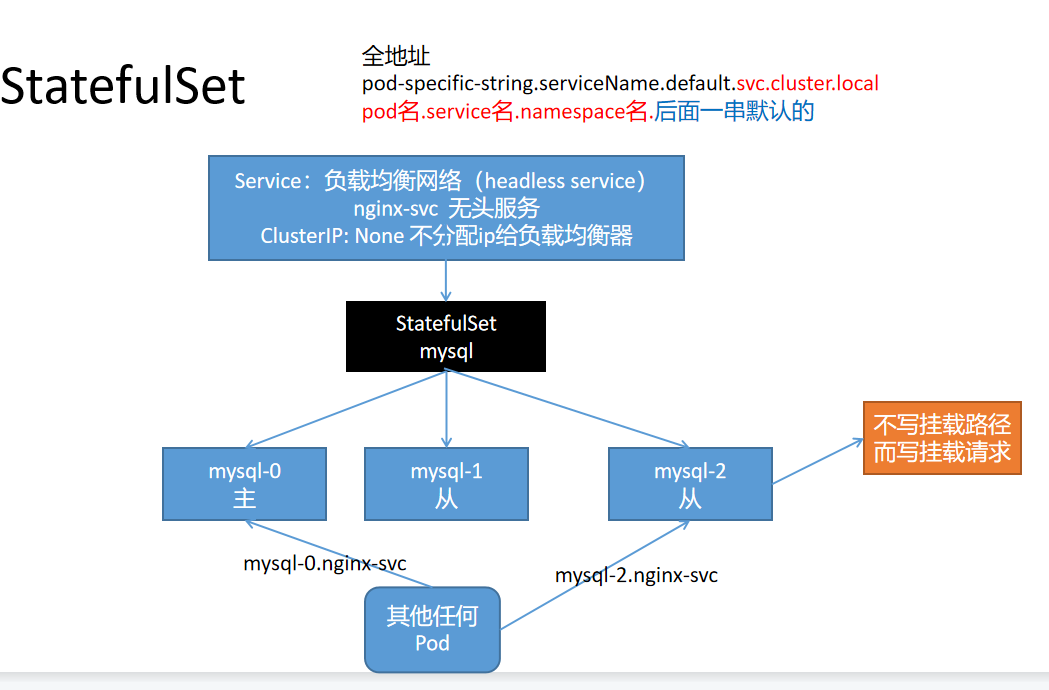 StatefulSet
全地址
pod-specific-string.serviceName.default.svc.cluster.local
pod名.service名.namespace名.后面一串默认的
Service：负载均衡网络（headless service）
nginx-svc 无头服务
ClusterIP: None 不分配ip给负载均衡器
StatefulSet
mysql
mysql-0
主
mysql-1
从
mysql-2
从
不写挂载路径
而写挂载请求
mysql-0.nginx-svc
mysql-2.nginx-svc
其他任何
Pod